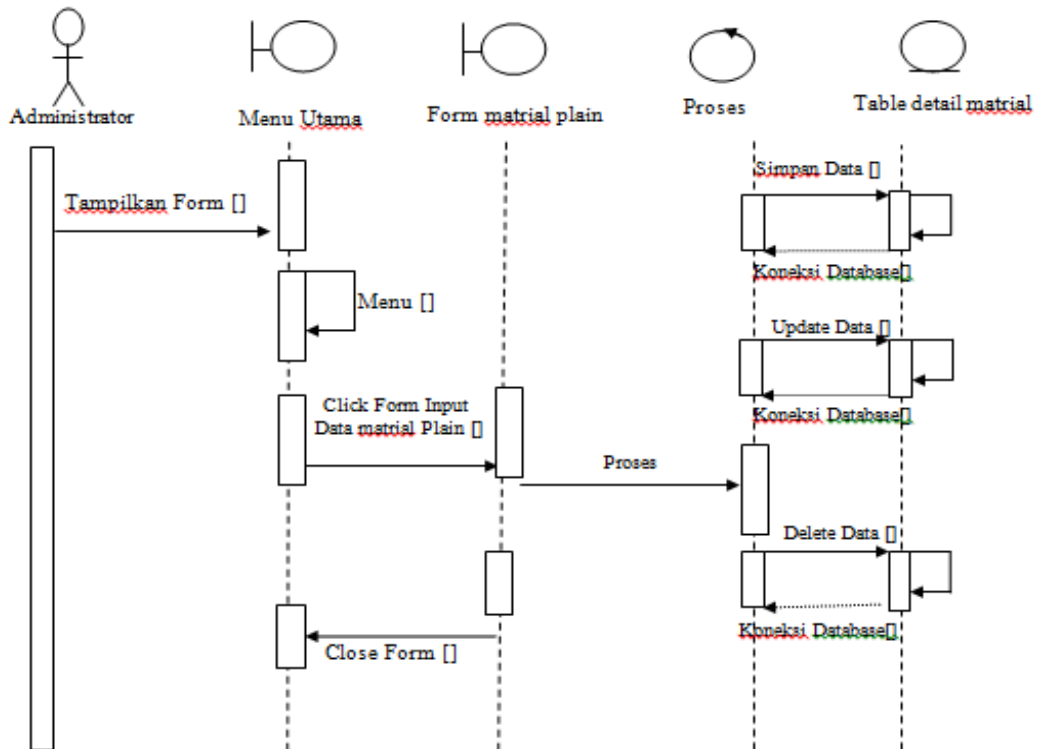 Administrator
Menu Utama
Form matrial plain
Proses
Table detail matrial
Simpan Data []
Tampilkan Form []
Koneksi Database[]
Menu []
Update Data []
Click Form Input
Data matrial Plain []
Koneksi Database[]
Proses
Delete Data []
Koneksi Database[]
Close Form []